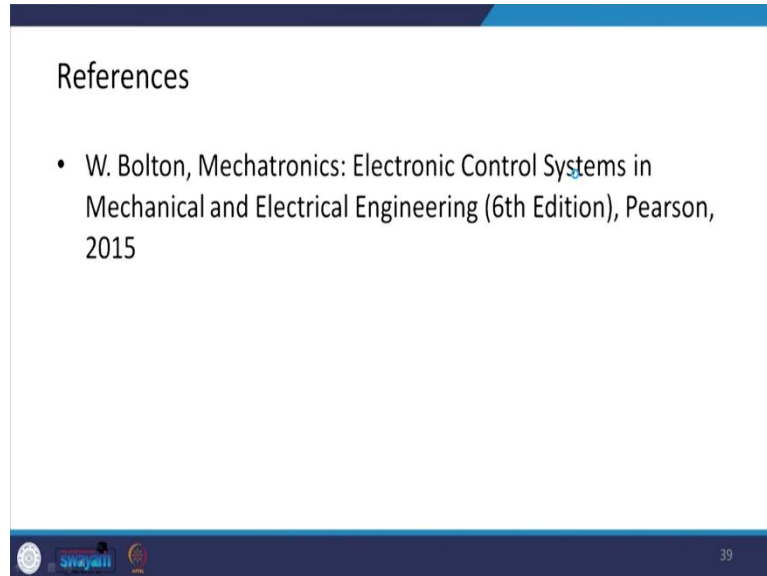 References
• W. Bolton, Mechatronics: Electronic Control Systems in
Mechanical and Electrical Engineering (6th Edition), Pearson,
2015
swayam
39